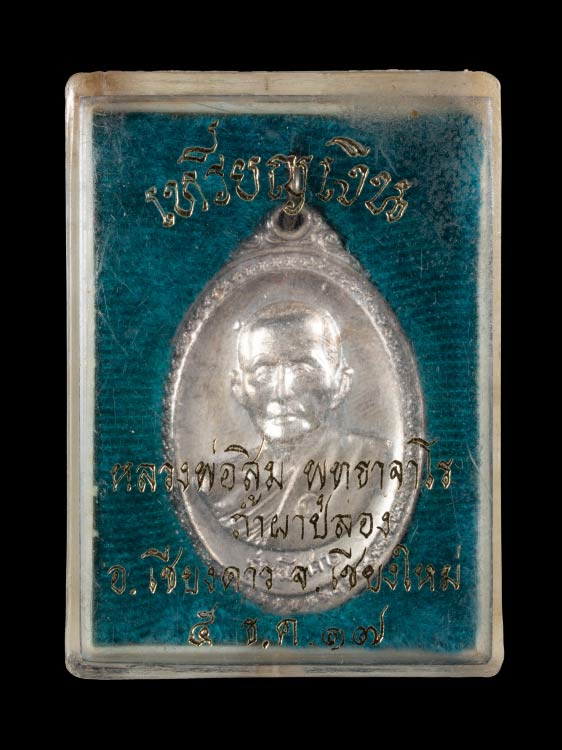 เหรียญเงิน
หลวงพ่อสิม พุทธาจาโร
ถ้ำผาปล่อง
อ.เชียงดาว จ.เชียงใหม่
๕ ธ.ค.๑๗